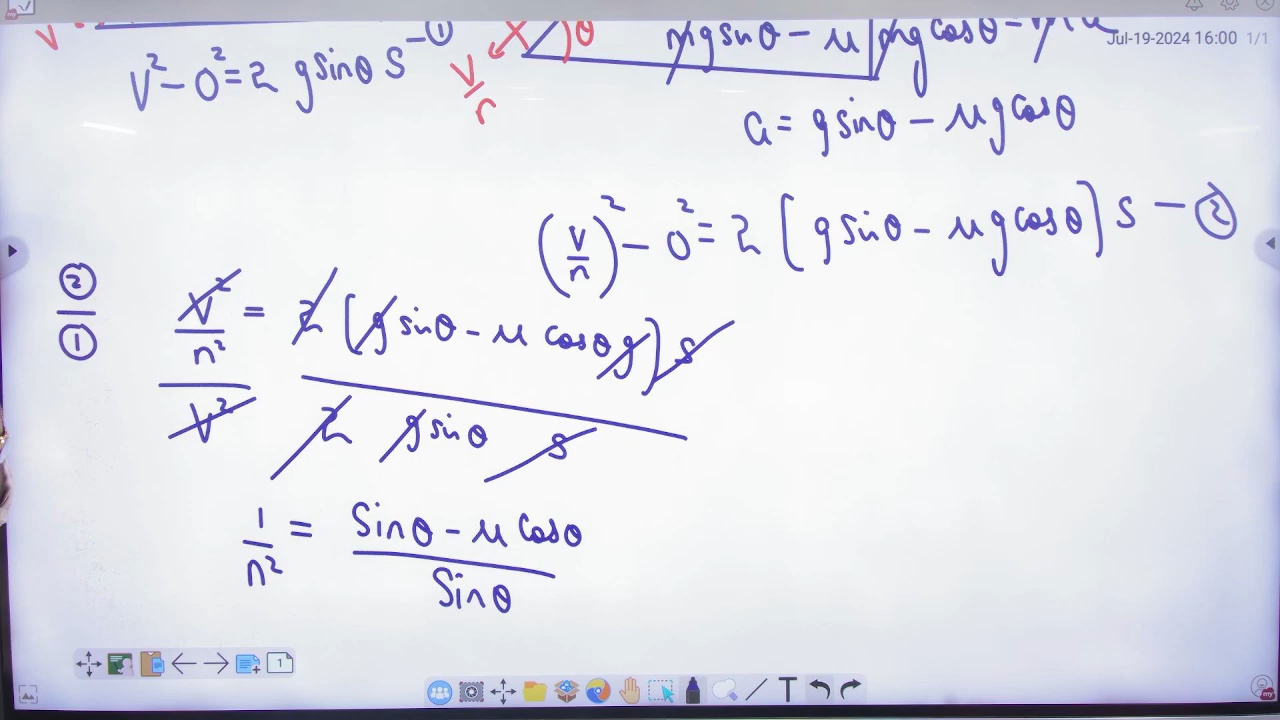 V
θ
mg sinθ - μ mg cosθ = ma
Jul-19-2024 16:00 1/1
V² - 0² = 2 g sinθ S - ①
V/r
a = g sinθ - μ g cosθ
(V/n)² - 0² = 2 [g sinθ - μ g cosθ] s - ②
②/①
(V²/n²)/V² = 2 (g sinθ - μ cosθ g) s / 2 g sinθ s
1/n² = (Sinθ - μ Cosθ)/Sinθ
1
T